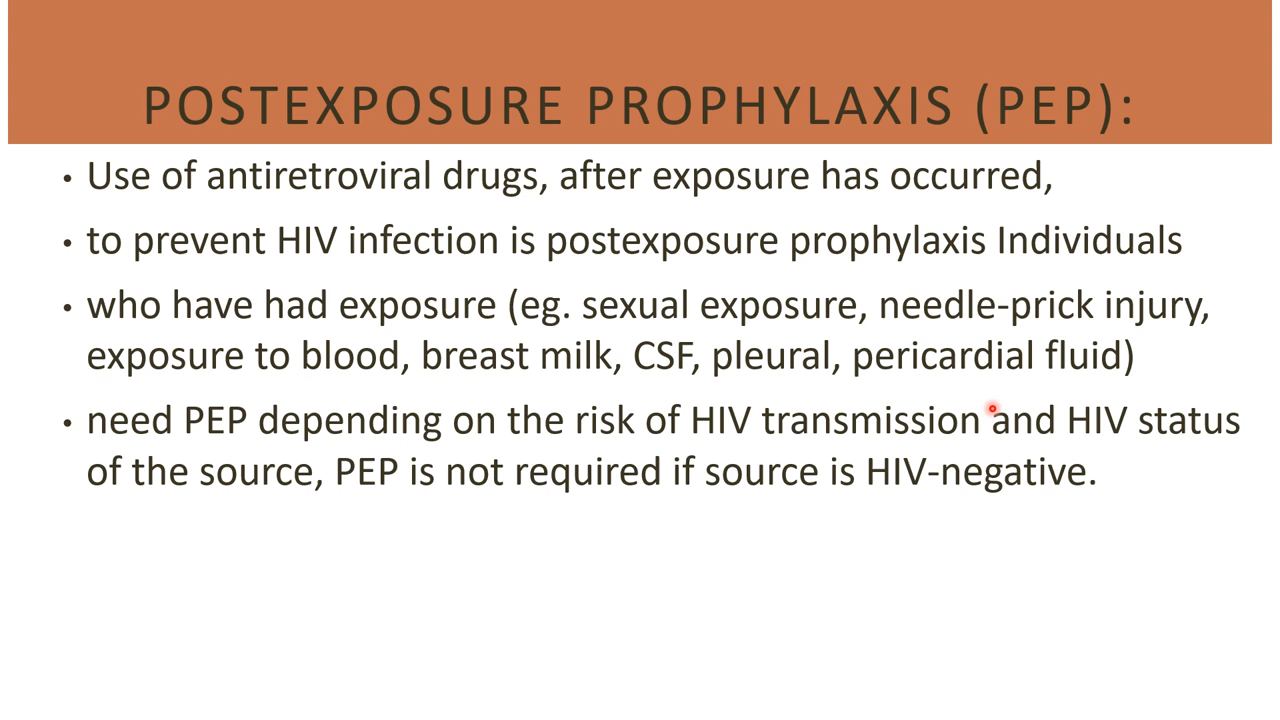 POSTEXPOSURE PROPHYLAXIS (PEP):
• Use of antiretroviral drugs, after exposure has occurred,
• to prevent HIV infection is postexposure prophylaxis Individuals
• who have had exposure (eg. sexual exposure, needle-prick injury,
exposure to blood, breast milk, CSF, pleural, pericardial fluid)
• need PEP depending on the risk of HIV transmission and HIV status
of the source, PEP is not required if source is HIV-negative.